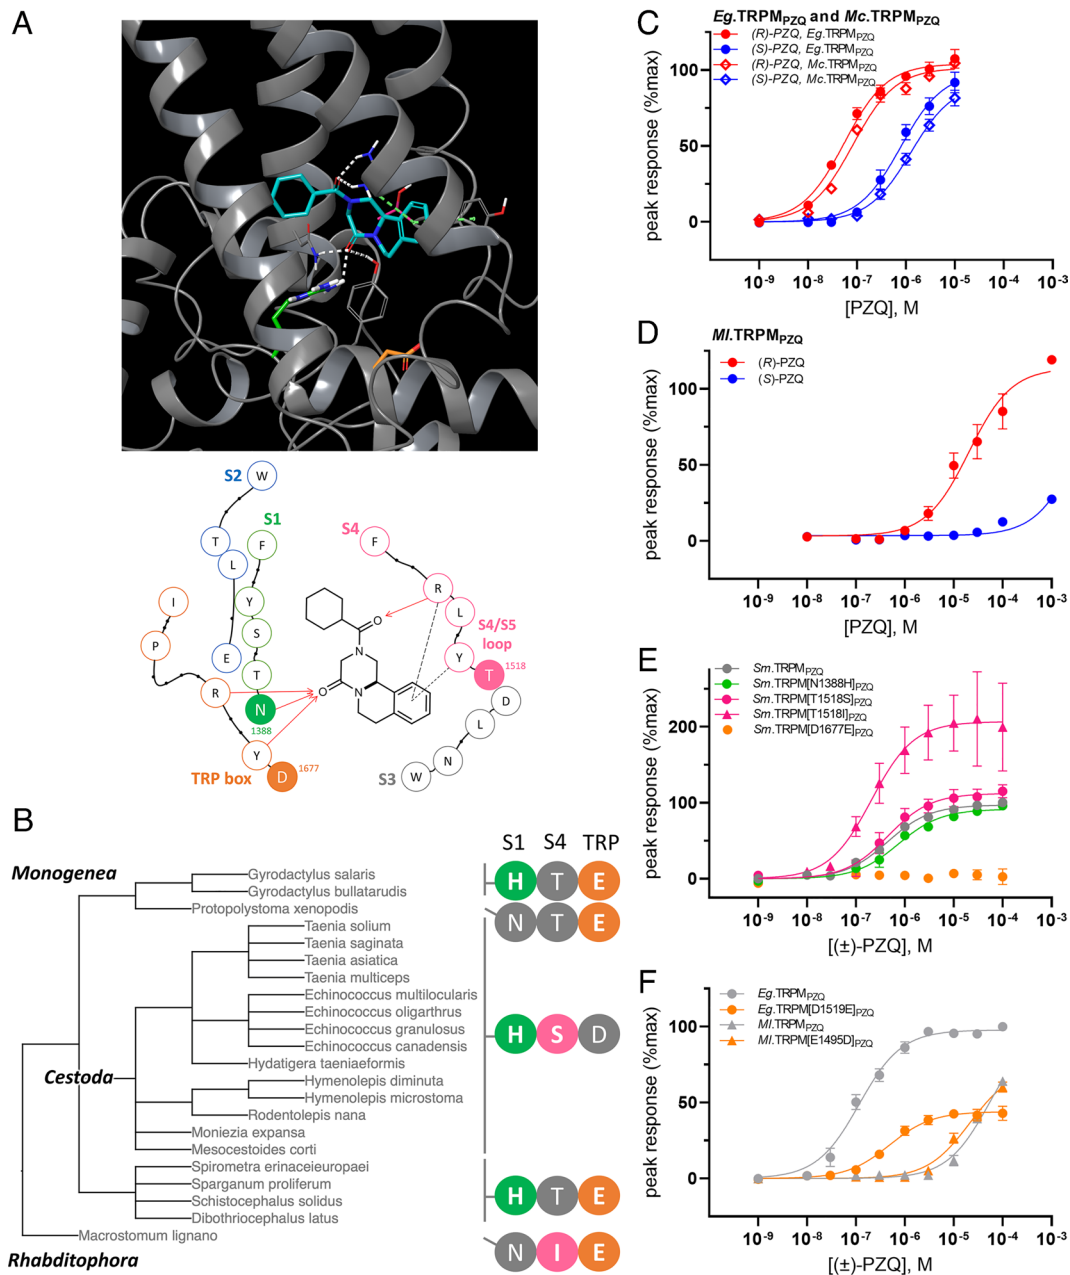 A
S2
W
S1
T
F
L
Y
S
E
T
N
1388
I
P
R
Y
TRP box
D
1677
S4
F
R
L
S4/S5
loop
Y
T
1518
D
L
N
W
S3
O
N
N
O
B
S1 S4 TRP
Monogenea
Gyrodactylus salaris
Gyrodactylus bullatarudis
H T E
Protopolystoma xenopodis
N T E
Taenia solium
Taenia saginata
Taenia asiatica
Taenia multiceps
Echinococcus multilocularis
Echinococcus oligarthrus
Echinococcus granulosus
Echinococcus canadensis
H S D
Hydatigera taeniaeformis
Cestoda
Hymenolepis diminuta
Hymenolepis microstoma
Rodentolepis nana
Moniezia expansa
Mesocestoides corti
Spirometra erinaceieuropaei
Sparganum proliferum
Schistocephalus solidus
Dibothriocephalus latus
H T E
Macrostomum lignano
N I E
Rhabditophora
C
Eg.TRPMPZQ and Mc.TRPMPZQ
(R)-PZQ, Eg.TRPMPZQ
(S)-PZQ, Eg.TRPMPZQ
(R)-PZQ, Mc.TRPMPZQ
(S)-PZQ, Mc.TRPMPZQ
peak response (%max)
100
50
0
10-9 10-8 10-7 10-6 10-5 10-4 10-3
[PZQ], M
D
Ml.TRPMPZQ
(R)-PZQ
(S)-PZQ
peak response (%max)
100
50
0
10-9 10-8 10-7 10-6 10-5 10-4 10-3
[PZQ], M
E
Sm.TRPMPZQ
Sm.TRPM[N1388H]PZQ
Sm.TRPM[T1518S]PZQ
Sm.TRPM[T1518I]PZQ
Sm.TRPM[D1677E]PZQ
peak response (%max)
200
100
0
10-9 10-8 10-7 10-6 10-5 10-4 10-3
[(±)-PZQ], M
F
Eg.TRPMPZQ
Eg.TRPM[D1519E]PZQ
Ml.TRPMPZQ
Ml.TRPM[E1495D]PZQ
peak response (%max)
100
50
0
10-9 10-8 10-7 10-6 10-5 10-4 10-3
[(±)-PZQ], M